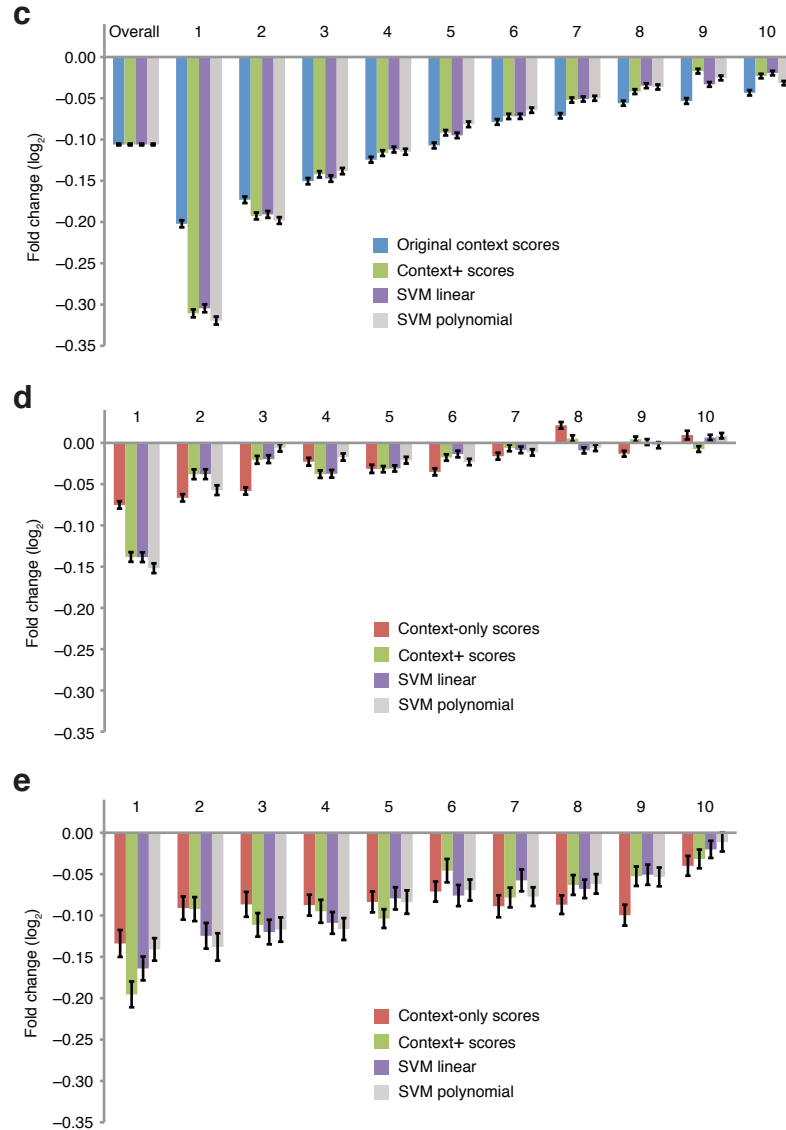 c
Overall 1 2 3 4 5 6 7 8 9 10
0.00
–0.05
–0.10
–0.15
–0.20
–0.25
–0.30
–0.35
Fold change (log2)
Original context scores
Context+ scores
SVM linear
SVM polynomial
d
1 2 3 4 5 6 7 8 9 10
0.00
–0.05
–0.10
–0.15
–0.20
–0.25
–0.30
–0.35
Fold change (log2)
Context-only scores
Context+ scores
SVM linear
SVM polynomial
e
1 2 3 4 5 6 7 8 9 10
0.00
–0.05
–0.10
–0.15
–0.20
–0.25
–0.30
–0.35
Fold change (log2)
Context-only scores
Context+ scores
SVM linear
SVM polynomial